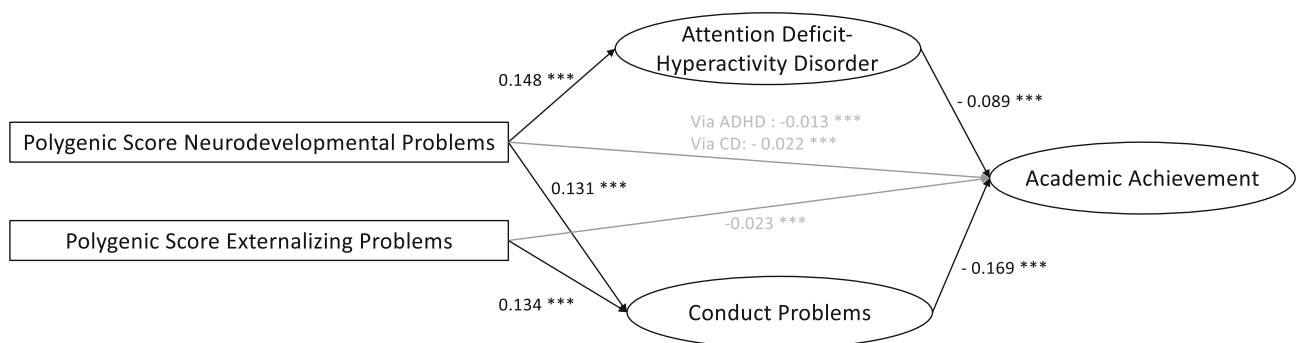 Attention Deficit-
Hyperactivity Disorder
0.148 ***
- 0.089 ***
Via ADHD : -0.013 ***
Via CD: - 0.022 ***
Polygenic Score Neurodevelopmental Problems
Academic Achievement
0.131 ***
-0.023 ***
Polygenic Score Externalizing Problems
- 0.169 ***
0.134 ***
Conduct Problems